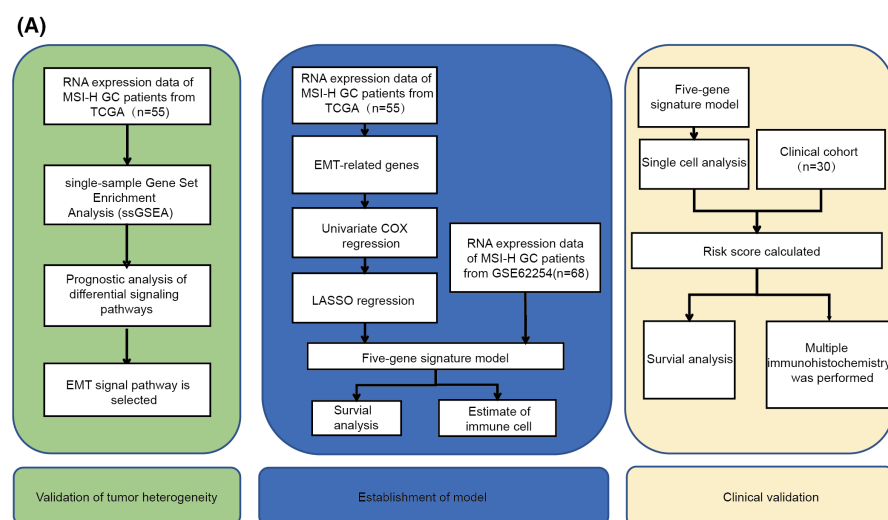 (A)
RNA expression data of
MSI-H GC patients from
TCGA（n=55）
single-sample Gene Set
Enrichment
Analysis (ssGSEA)
Prognostic analysis of
differential signaling
pathways
EMT signal pathway is
selected
Validation of tumor heterogeneity
RNA expression data of
MSI-H GC patients from
TCGA（n=55）
EMT-related genes
Univariate COX
regression
LASSO regression
RNA expression data
of MSI-H GC patients
from GSE62254(n=68)
Five-gene signature model
Survial
analysis
Estimate of
immune cell
Establishment of model
Five-gene
signature model
Single cell analysis
Clinical cohort
（n=30）
Risk score calculated
Survial analysis
Multiple
immunohistochemistry
was performed
Clinical validation